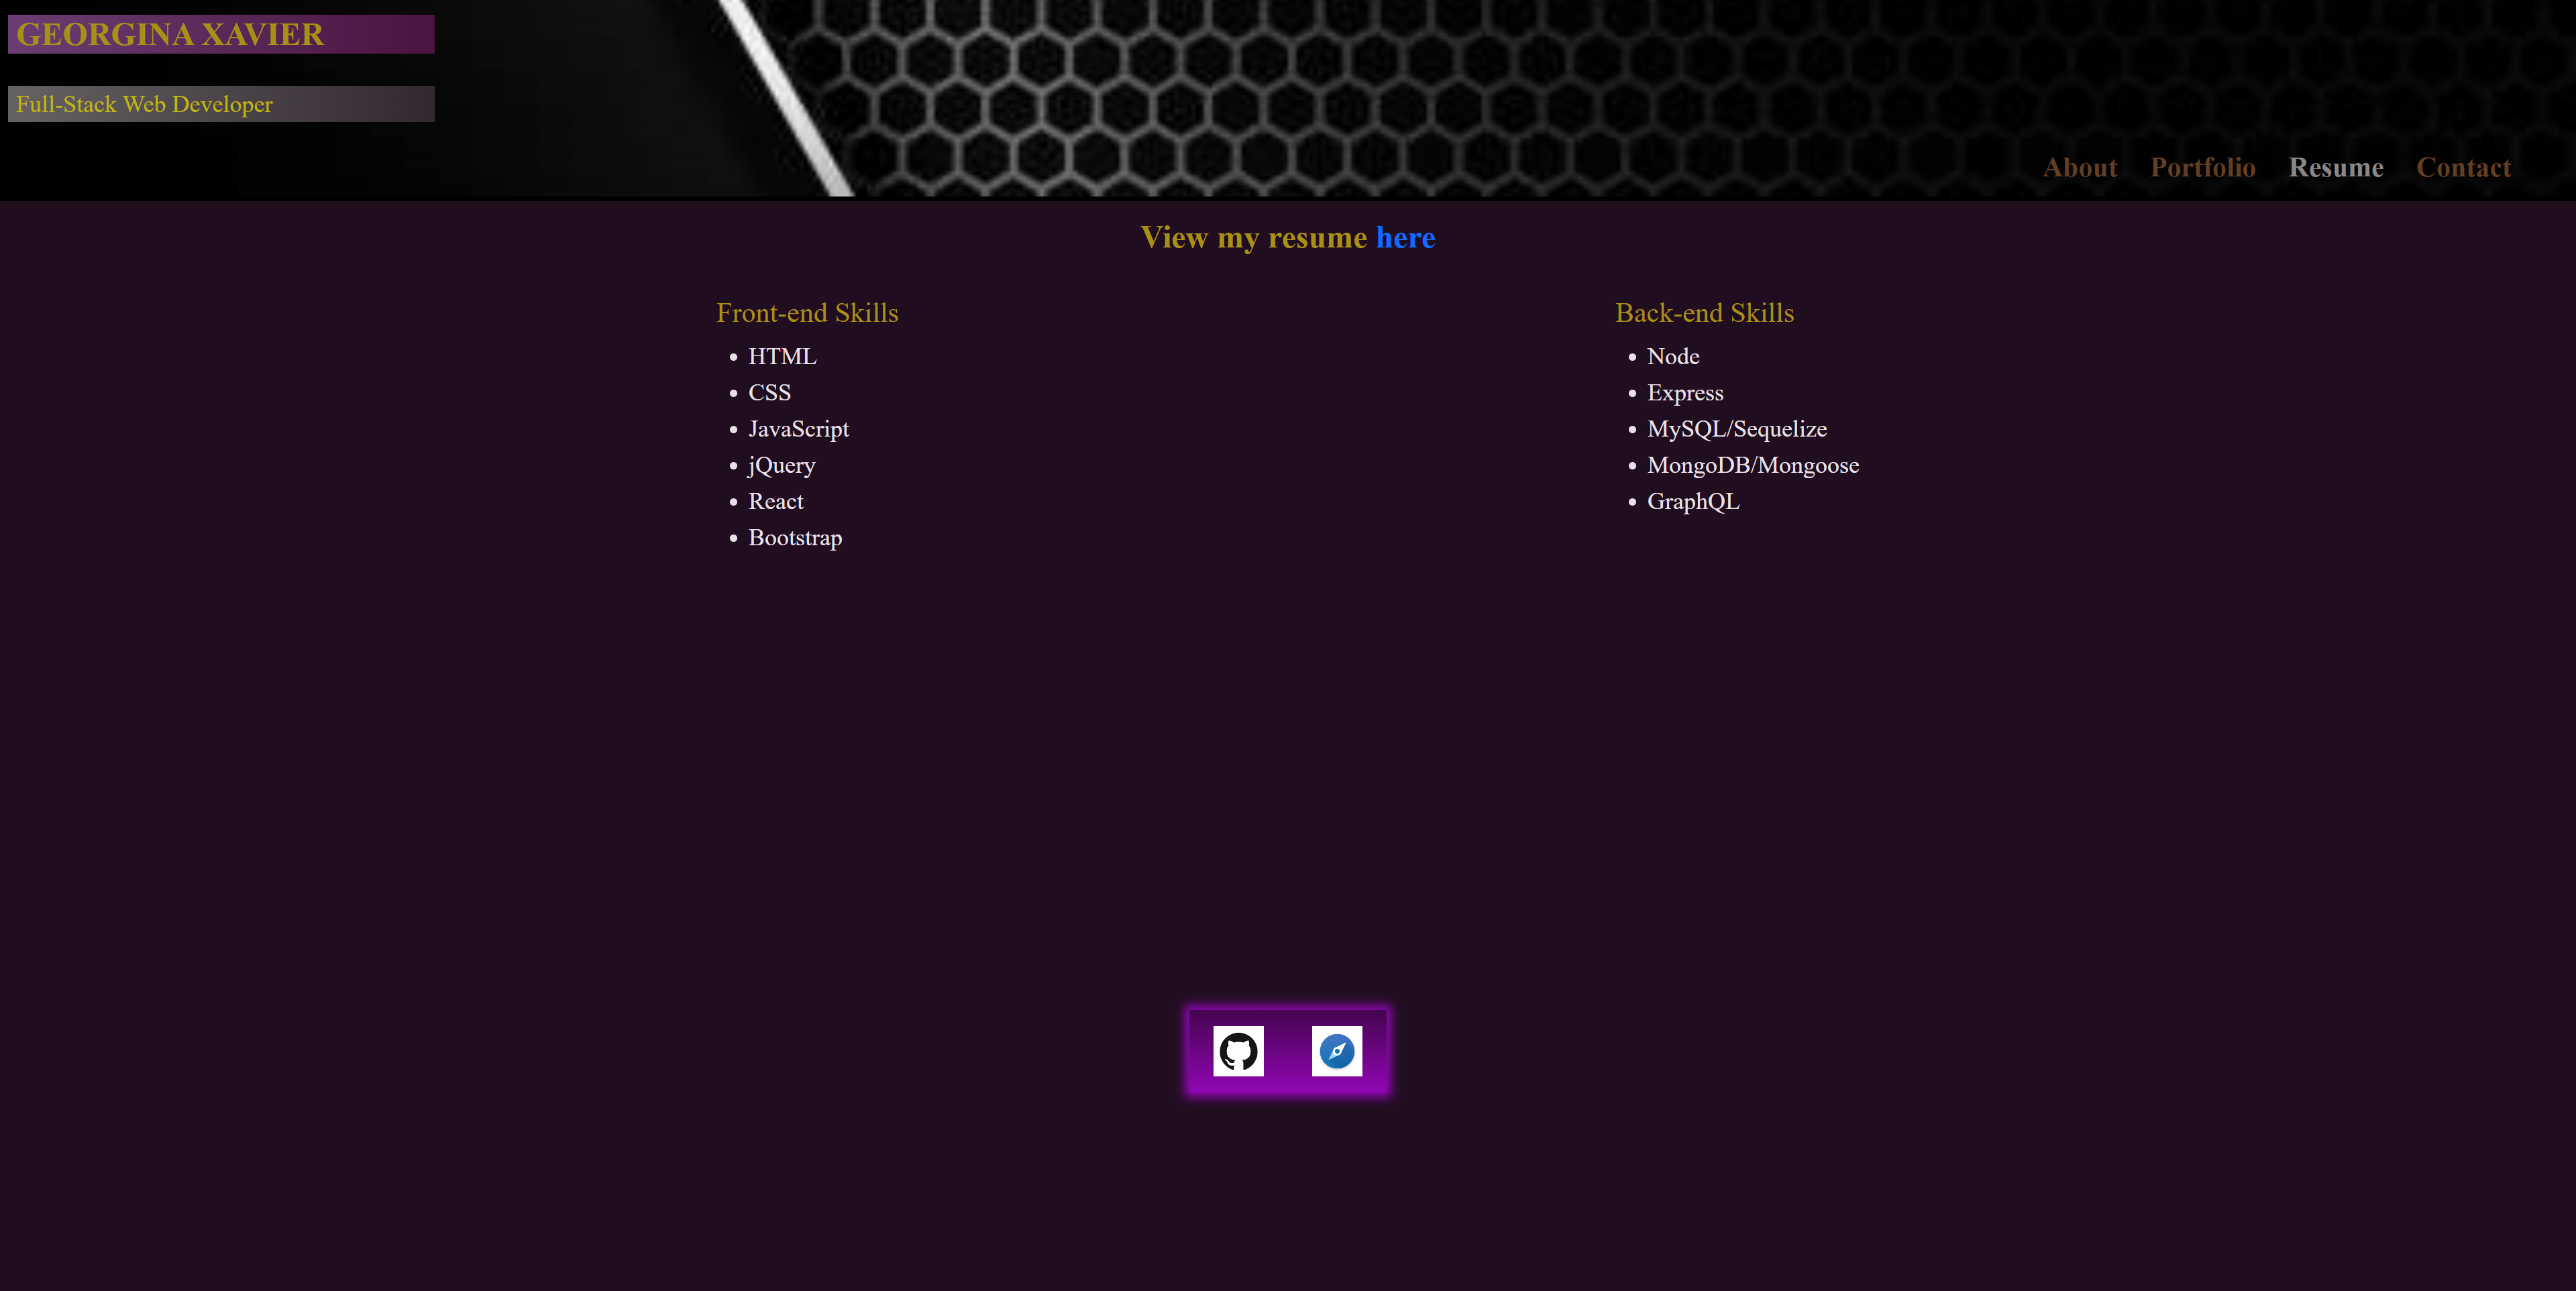 GEORGINA XAVIER
Full-Stack Web Developer
About Portfolio Resume Contact
View my resume here
Front-end Skills
HTML
CSS
JavaScript
jQuery
React
Bootstrap
Back-end Skills
Node
Express
MySQL/Sequelize
MongoDB/Mongoose
GraphQL